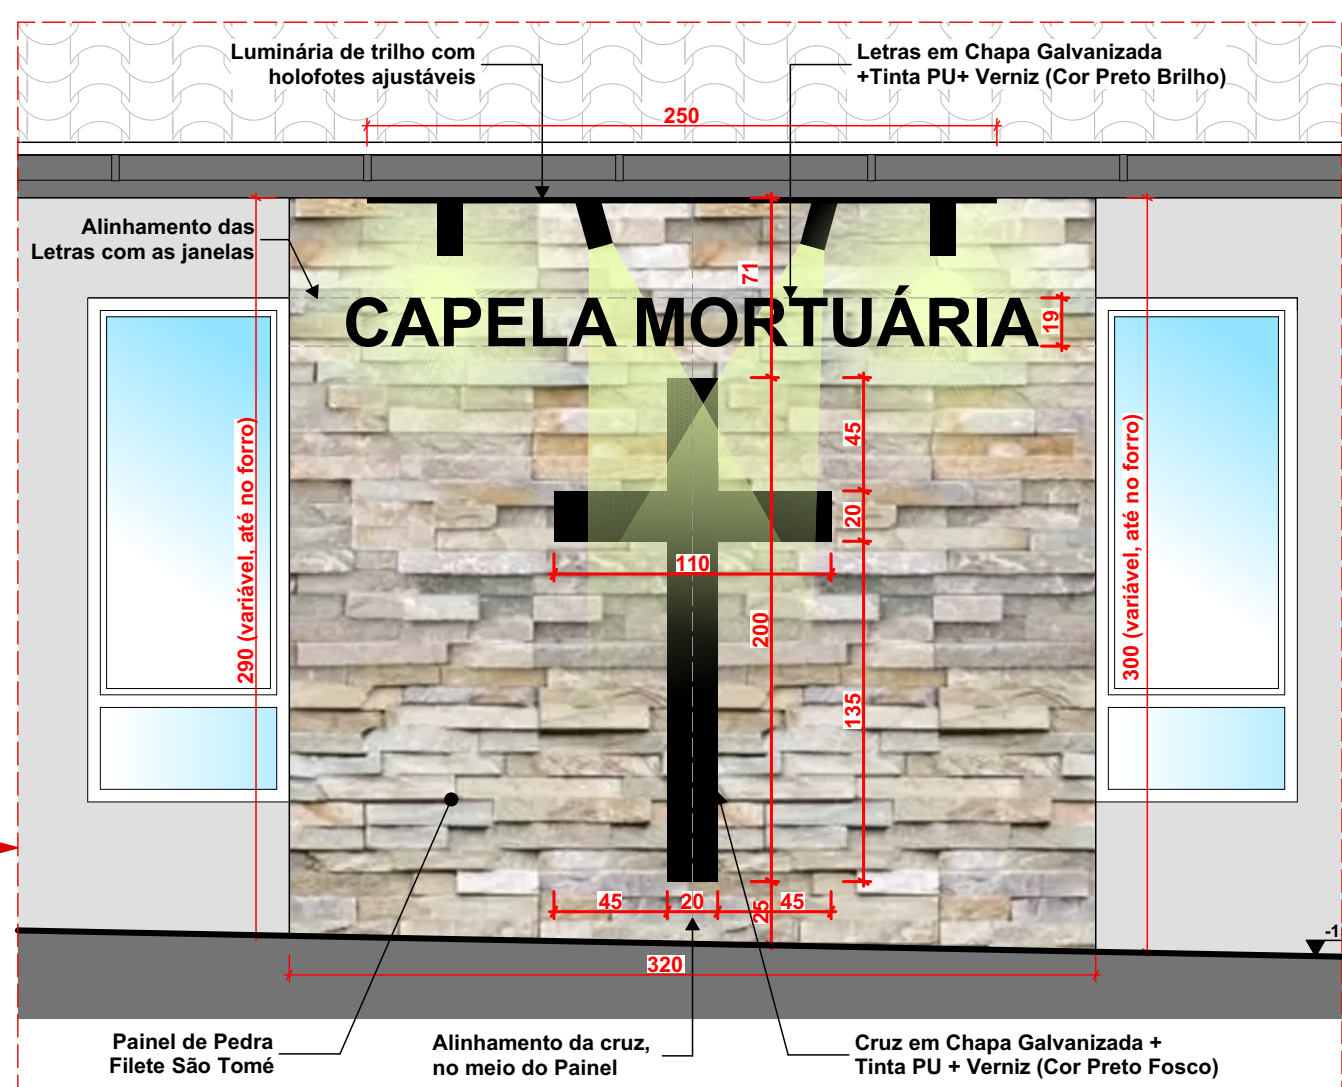 Luminária de trilho com
holofotes ajustáveis
Letras em Chapa Galvanizada
+Tinta PU+ Verniz (Cor Preto Brilho)
250
Alinhamento das
Letras com as janelas
71
CAPELA MORTUÁRIA
19
45
290 (variável, até no forro)
300 (variável, até no forro)
20
110
200
135
45
20
25
45
320
Painel de Pedra
Filete São Tomé
Alinhamento da cruz,
no meio do Painel
Cruz em Chapa Galvanizada +
Tinta PU + Verniz (Cor Preto Fosco)